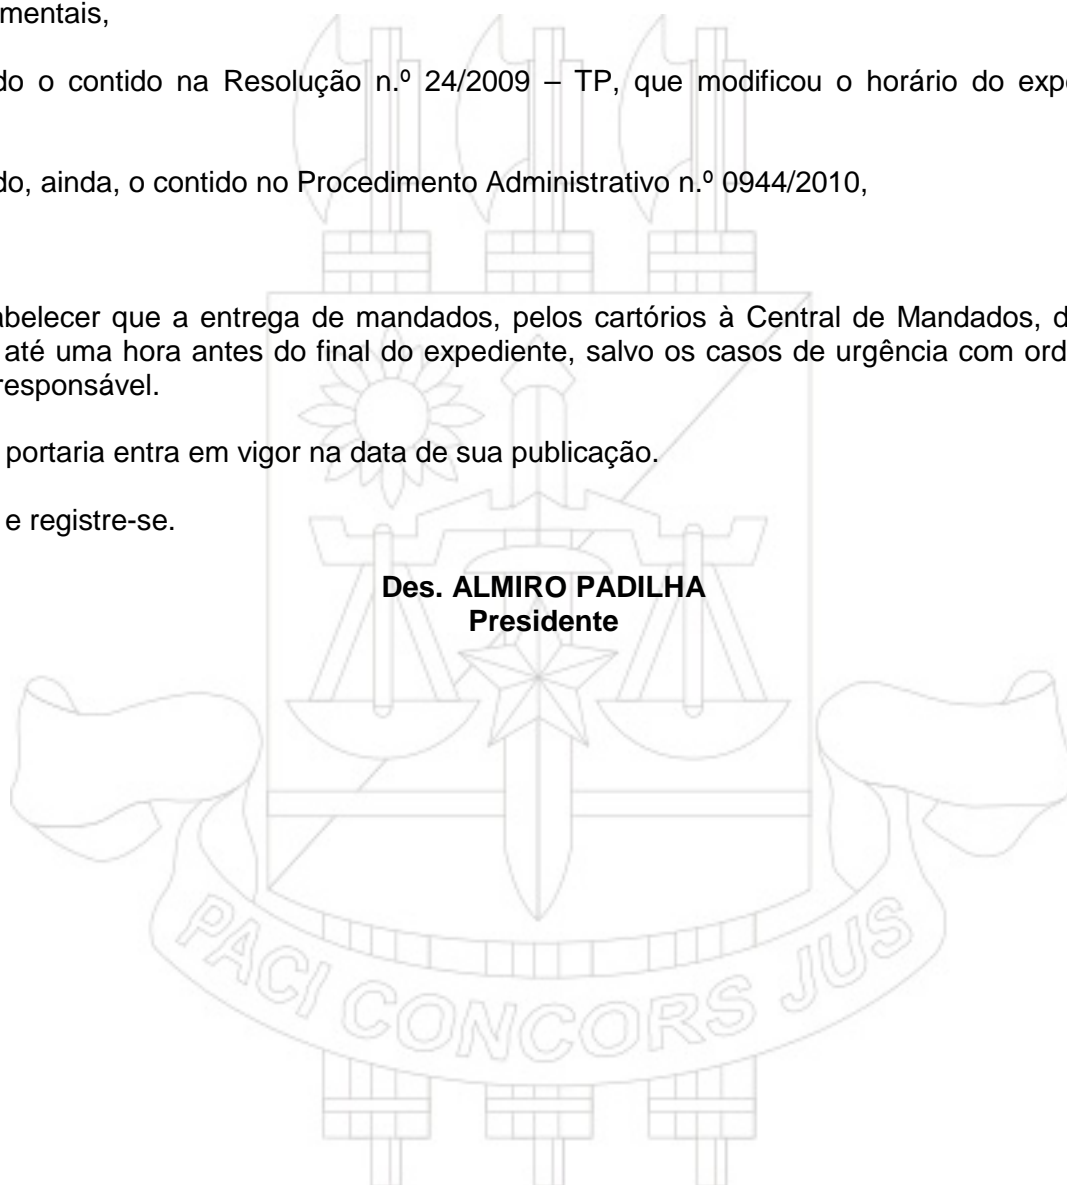 mentais,
do o contido na Resolução n.º 24/2009 – TP, que modificou o horário do exp
do, ainda, o contido no Procedimento Administrativo n.º 0944/2010,
abelecer que a entrega de mandados, pelos cartórios à Central de Mandados, d
até uma hora antes do final do expediente, salvo os casos de urgência com ord
responsável.
portaria entra em vigor na data de sua publicação.
e registre-se.
Des. ALMIRO PADILHA
Presidente
PACI CONCORS JUS